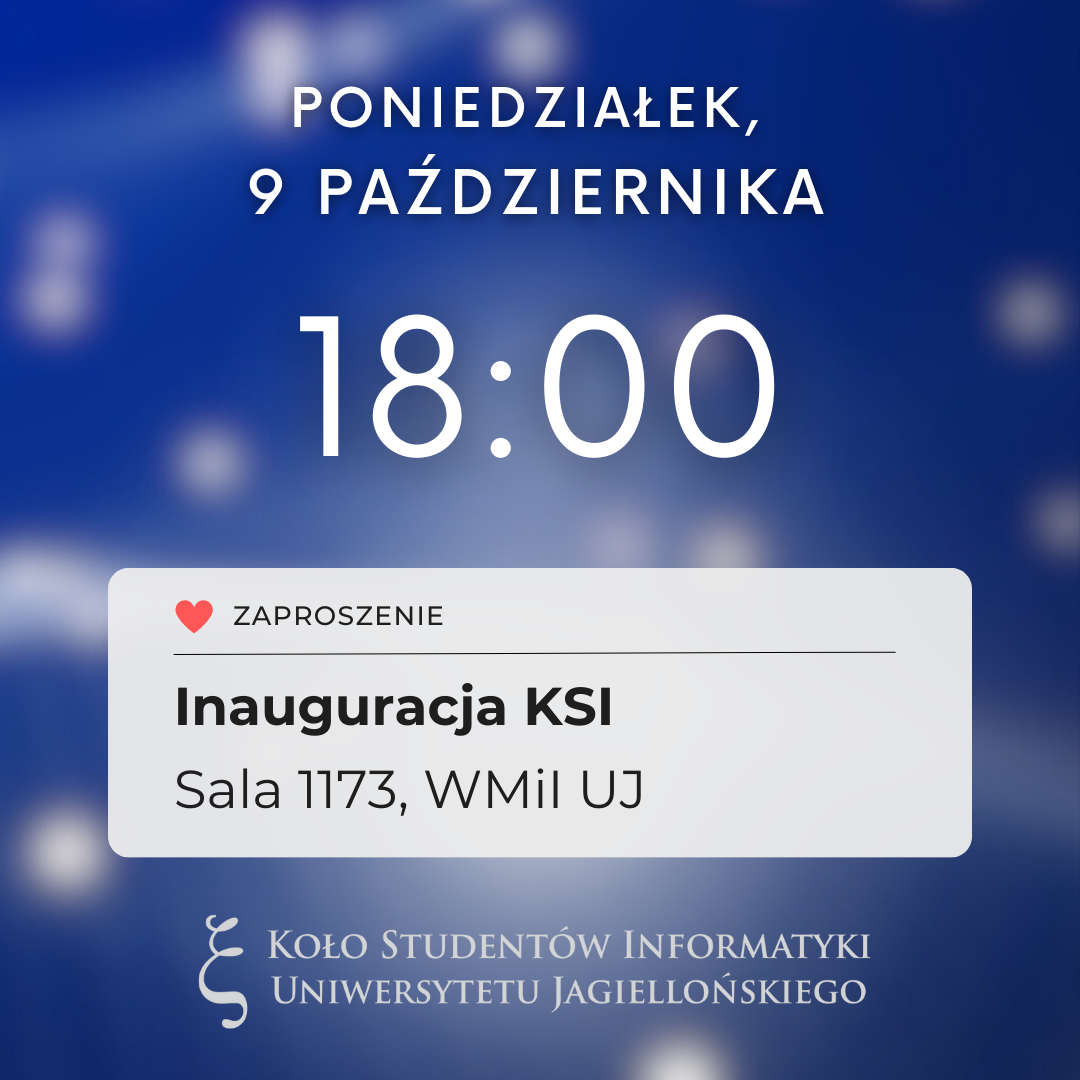 PONIEDZIAŁEK,
9 PAŹDZIERNIKA
18:00
ZAPROSZENIE
Inauguracja KSI
Sala 1173, WMiI UJ
Koło Studentów Informatyki
Uniwersytetu Jagiellońskiego